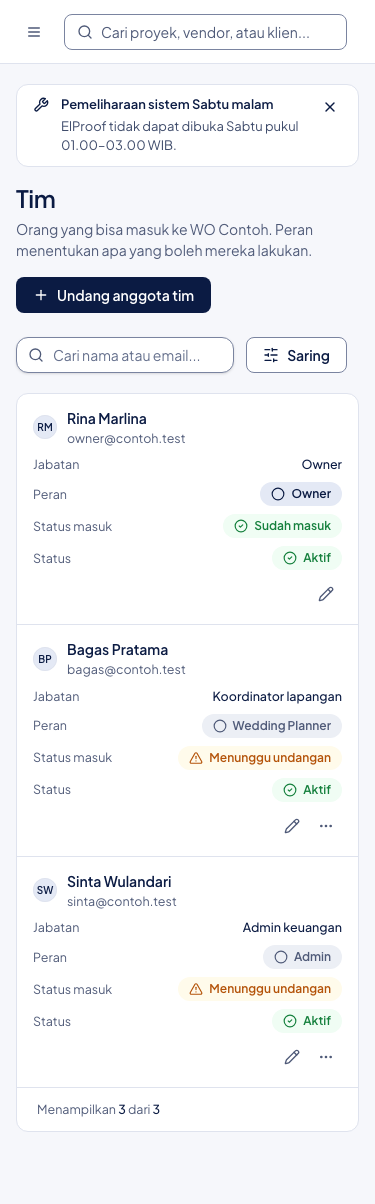 Cari proyek, vendor, atau klien...
Pemeliharaan sistem Sabtu malam
ElProof tidak dapat dibuka Sabtu pukul
01.00–03.00 WIB.
Tim
Orang yang bisa masuk ke WO Contoh. Peran
menentukan apa yang boleh mereka lakukan.
Undang anggota tim
Cari nama atau email...
Saring
RM
Rina Marlina
owner@contoh.test
Jabatan
Owner
Peran
Owner
Status masuk
Sudah masuk
Status
Aktif
BP
Bagas Pratama
bagas@contoh.test
Jabatan
Koordinator lapangan
Peran
Wedding Planner
Status masuk
Menunggu undangan
Status
Aktif
SW
Sinta Wulandari
sinta@contoh.test
Jabatan
Admin keuangan
Peran
Admin
Status masuk
Menunggu undangan
Status
Aktif
Menampilkan 3 dari 3